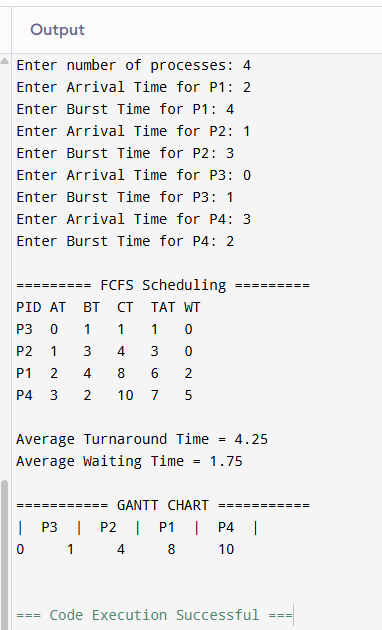 Output
Enter number of processes: 4
Enter Arrival Time for P1: 2
Enter Burst Time for P1: 4
Enter Arrival Time for P2: 1
Enter Burst Time for P2: 3
Enter Arrival Time for P3: 0
Enter Burst Time for P3: 1
Enter Arrival Time for P4: 3
Enter Burst Time for P4: 2

========= FCFS Scheduling =========
PID AT  BT  CT  TAT WT
P3  0   1   1   1   0
P2  1   3   4   3   0
P1  2   4   8   6   2
P4  3   2   10  7   5

Average Turnaround Time = 4.25
Average Waiting Time = 1.75

=========== GANTT CHART ===========
|  P3  |  P2  |  P1  |  P4  |
0     1     4     8     10

=== Code Execution Successful ===